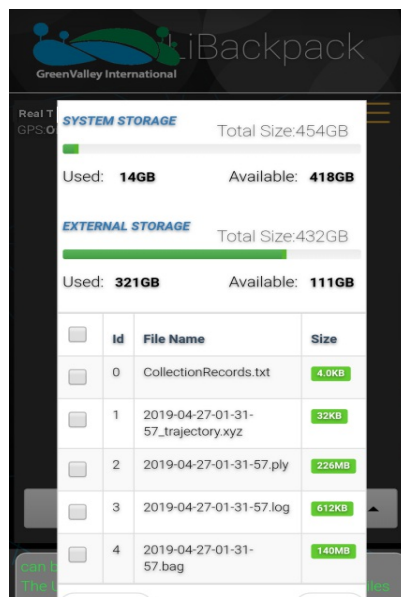 LiBackpack
GreenValley International
Real T
GPS:O
SYSTEM STORAGE
Total Size:454GB
Used: 14GB Available: 418GB
EXTERNAL STORAGE
Total Size:432GB
Used: 321GB Available: 111GB
Id File Name Size
0 CollectionRecords.txt 4.0KB
1 2019-04-27-01-31-
57_trajectory.xyz 32KB
2 2019-04-27-01-31-57.ply 226MB
3 2019-04-27-01-31-57.log 612KB
4 2019-04-27-01-31-
57.bag 140MB
can b
The U
iles